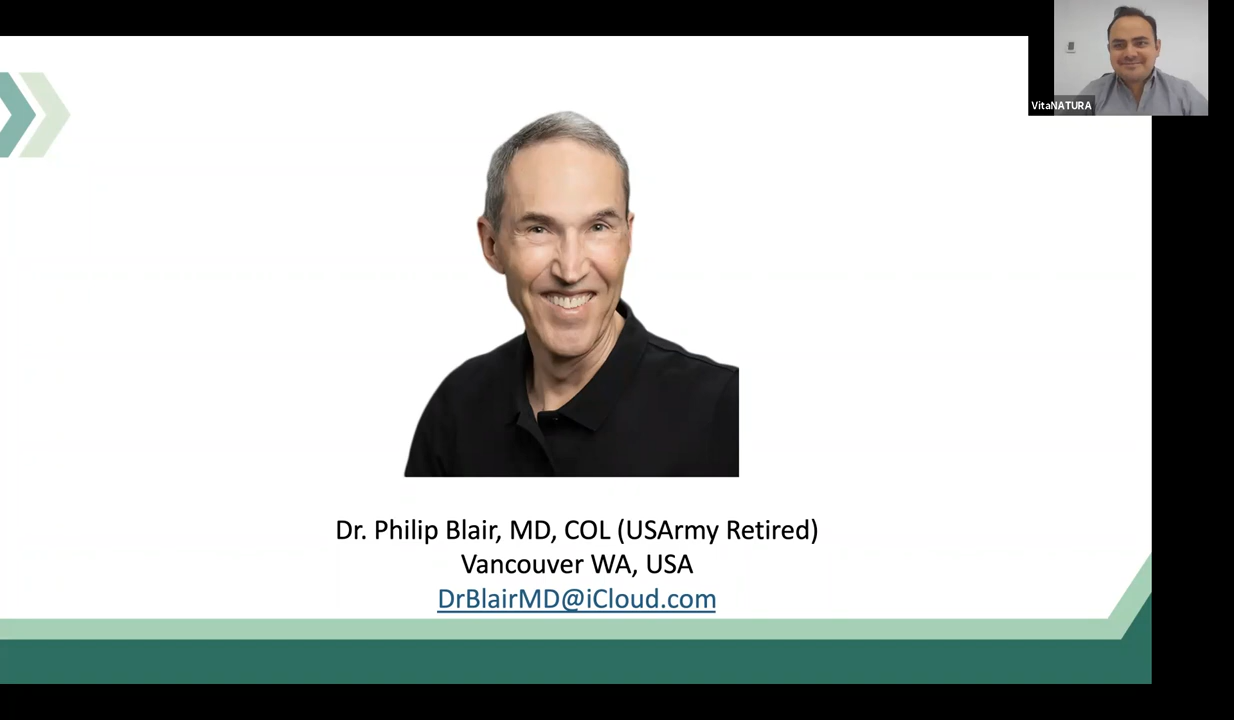 VitaNATURA
Dr. Philip Blair, MD, COL (USArmy Retired)
Vancouver WA, USA
DrBlairMD@iCloud.com